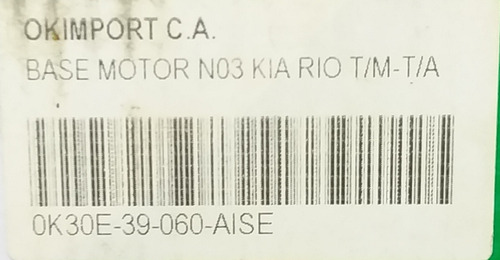 OKIMPORT C.A.
BASE MOTOR N03 KIA RIO T/M-T/A
0K30E-39-060-AISE